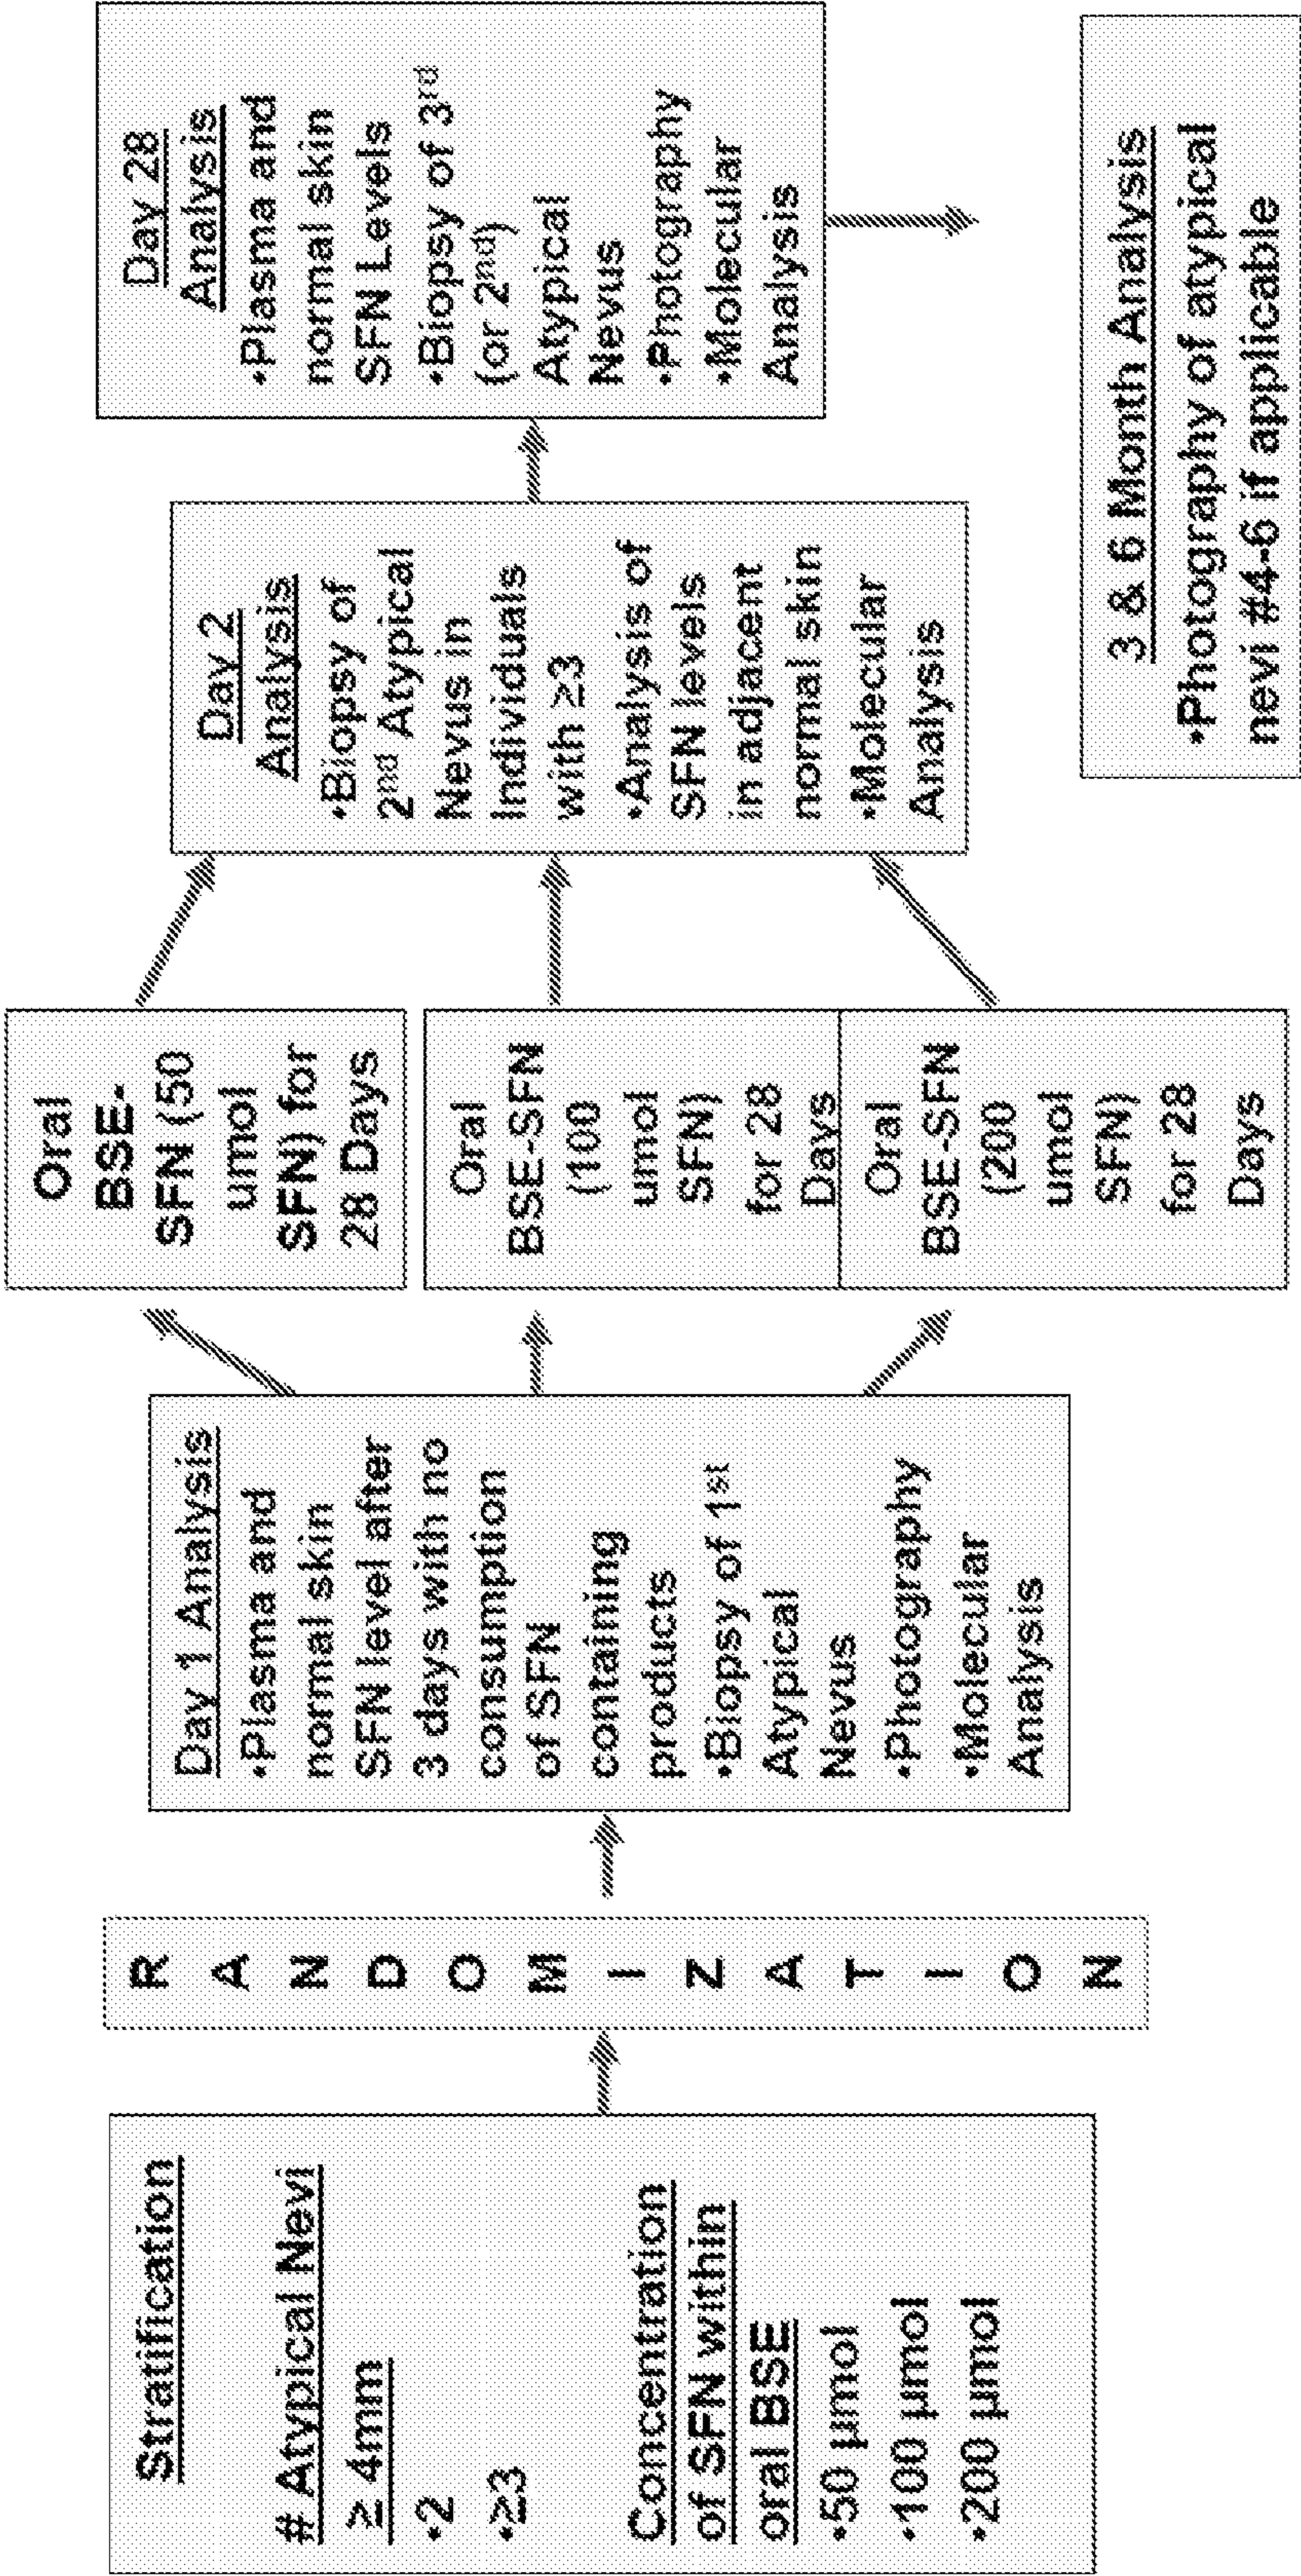 Stratification
# Atypical Nevi
≥ 4mm
•2
•≥3
Concentration
of SFN within
oral BSE
•50 µmol
•100 µmol
•200 µmol
R
A
N
D
O
M
I
Z
A
T
I
O
N
Day 1 Analysis
•Plasma and
normal skin
SFN level after
3 days with no
consumption
of SFN
containing
products
•Biopsy of 1st
Atypical
Nevus
•Photography
•Molecular
Analysis
Oral
BSE-
SFN (50
umol
SFN) for
28 Days
Oral
BSE-SFN
(100
umol
SFN)
for 28
Days
Oral
BSE-SFN
(200
umol
SFN)
for 28
Days
Day 2
Analysis
•Biopsy of
2nd Atypical
Nevus in
Individuals
with ≥3
•Analysis of
SFN levels
in adjacent
normal skin
•Molecular
Analysis
Day 28
Analysis
•Plasma and
normal skin
SFN Levels
•Biopsy of 3rd
(or 2nd)
Atypical
Nevus
•Photography
•Molecular
Analysis
3 & 6 Month Analysis
•Photography of atypical
nevi #4-6 if applicable